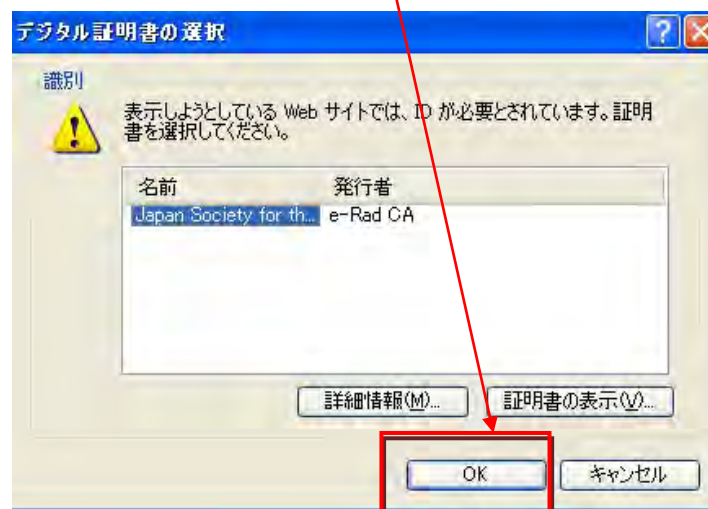 デジタル証明書の選択
識別
表示しようとしている Web サイトでは、ID が必要とされています。証明
書を選択してください。
名前 発行者
Japan Society for th... e-Rad CA
詳細情報(M)... 証明書の表示(V)...
OK キャンセル